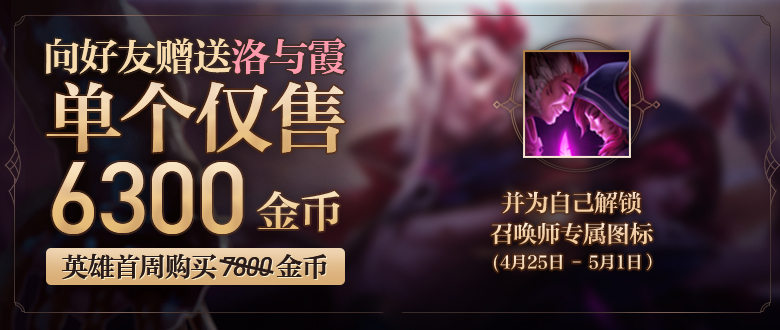 向好友赠送洛与霞
单个仅售
6300 金币
英雄首周购买 7800 金币
并为自己解锁
召唤师专属图标
(4月25日 - 5月1日)